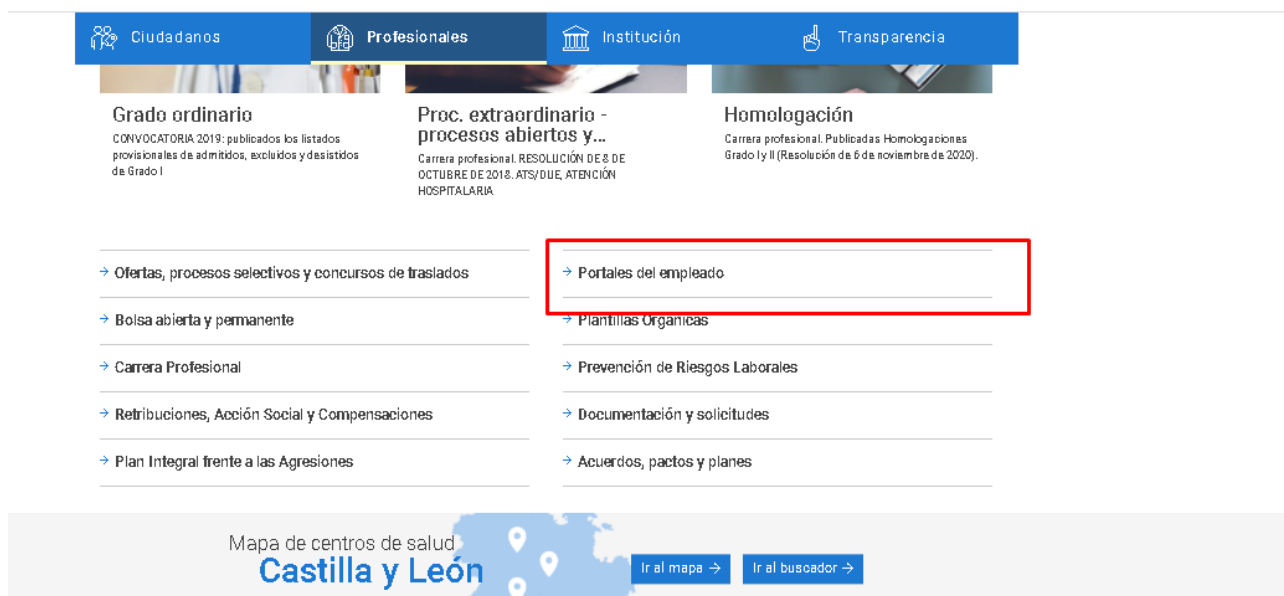 Ciudadanos
Profesionales
Institución
Transparencia
Grado ordinario
CONVOCATORIA 2019: publicados los listados
provisionales de admitidos, excluidos y desistidos
de Grado I
Proc. extraordinario -
procesos abiertos y...
Carrera profesional. RESOLUCIÓN DE 8 DE
OCTUBRE DE 2018. ATS/DUE, ATENCIÓN
HOSPITALARIA
Homologación
Carrera profesional. Publicadas Homologaciones
Grado I y II (Resolución de 6 de noviembre de 2020).
→ Ofertas, procesos selectivos y concursos de traslados
→ Bolsa abierta y permanente
→ Carrera Profesional
→ Retribuciones, Acción Social y Compensaciones
→ Plan Integral frente a las Agresiones
→ Portales del empleado
→ Plantillas Orgánicas
→ Prevención de Riesgos Laborales
→ Documentación y solicitudes
→ Acuerdos, pactos y planes
Mapa de centros de salud
Castilla y León
Ir al mapa →
Ir al buscador →